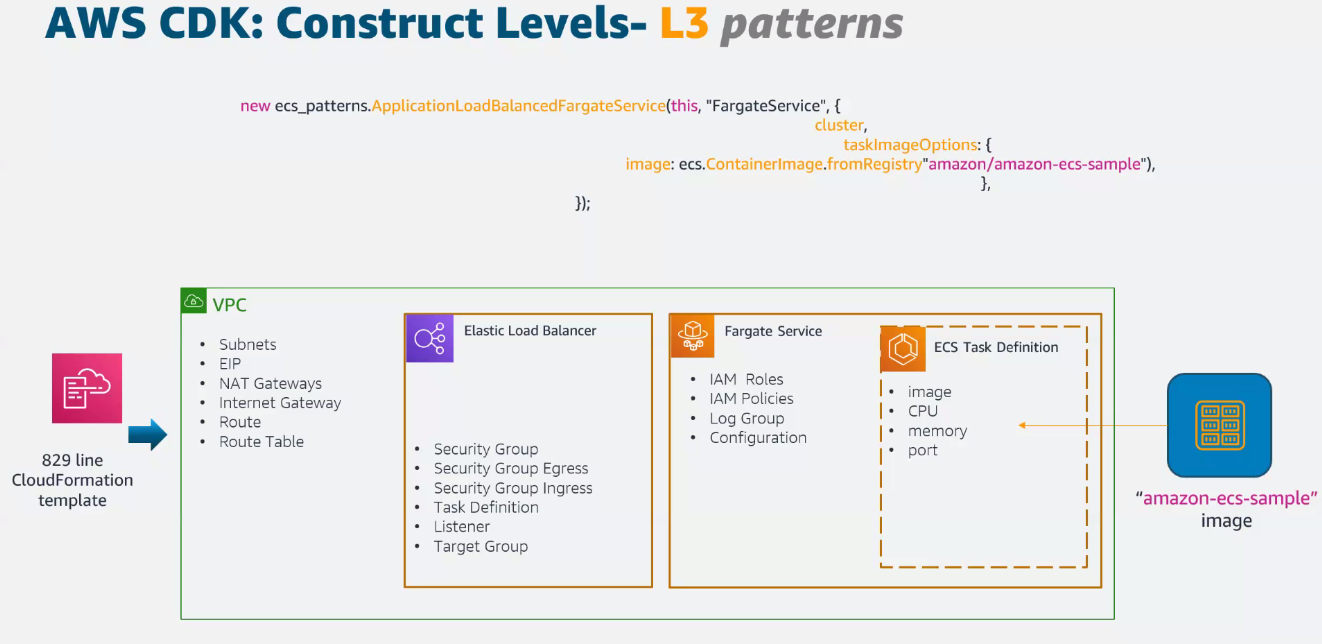 AWS CDK: Construct Levels- L3 patterns
new ecs_patterns.ApplicationLoadBalancedFargateService(this, "FargateService", {
cluster,
taskImageOptions: {
image: ecs.ContainerImage.fromRegistry"amazon/amazon-ecs-sample"),
},
});
829 line
CloudFormation
template
VPC
• Subnets
• EIP
• NAT Gateways
• Internet Gateway
• Route
• Route Table
Elastic Load Balancer
• Security Group
• Security Group Egress
• Security Group Ingress
• Task Definition
• Listener
• Target Group
Fargate Service
• IAM Roles
• IAM Policies
• Log Group
• Configuration
ECS Task Definition
• image
• CPU
• memory
• port
“amazon-ecs-sample”
image